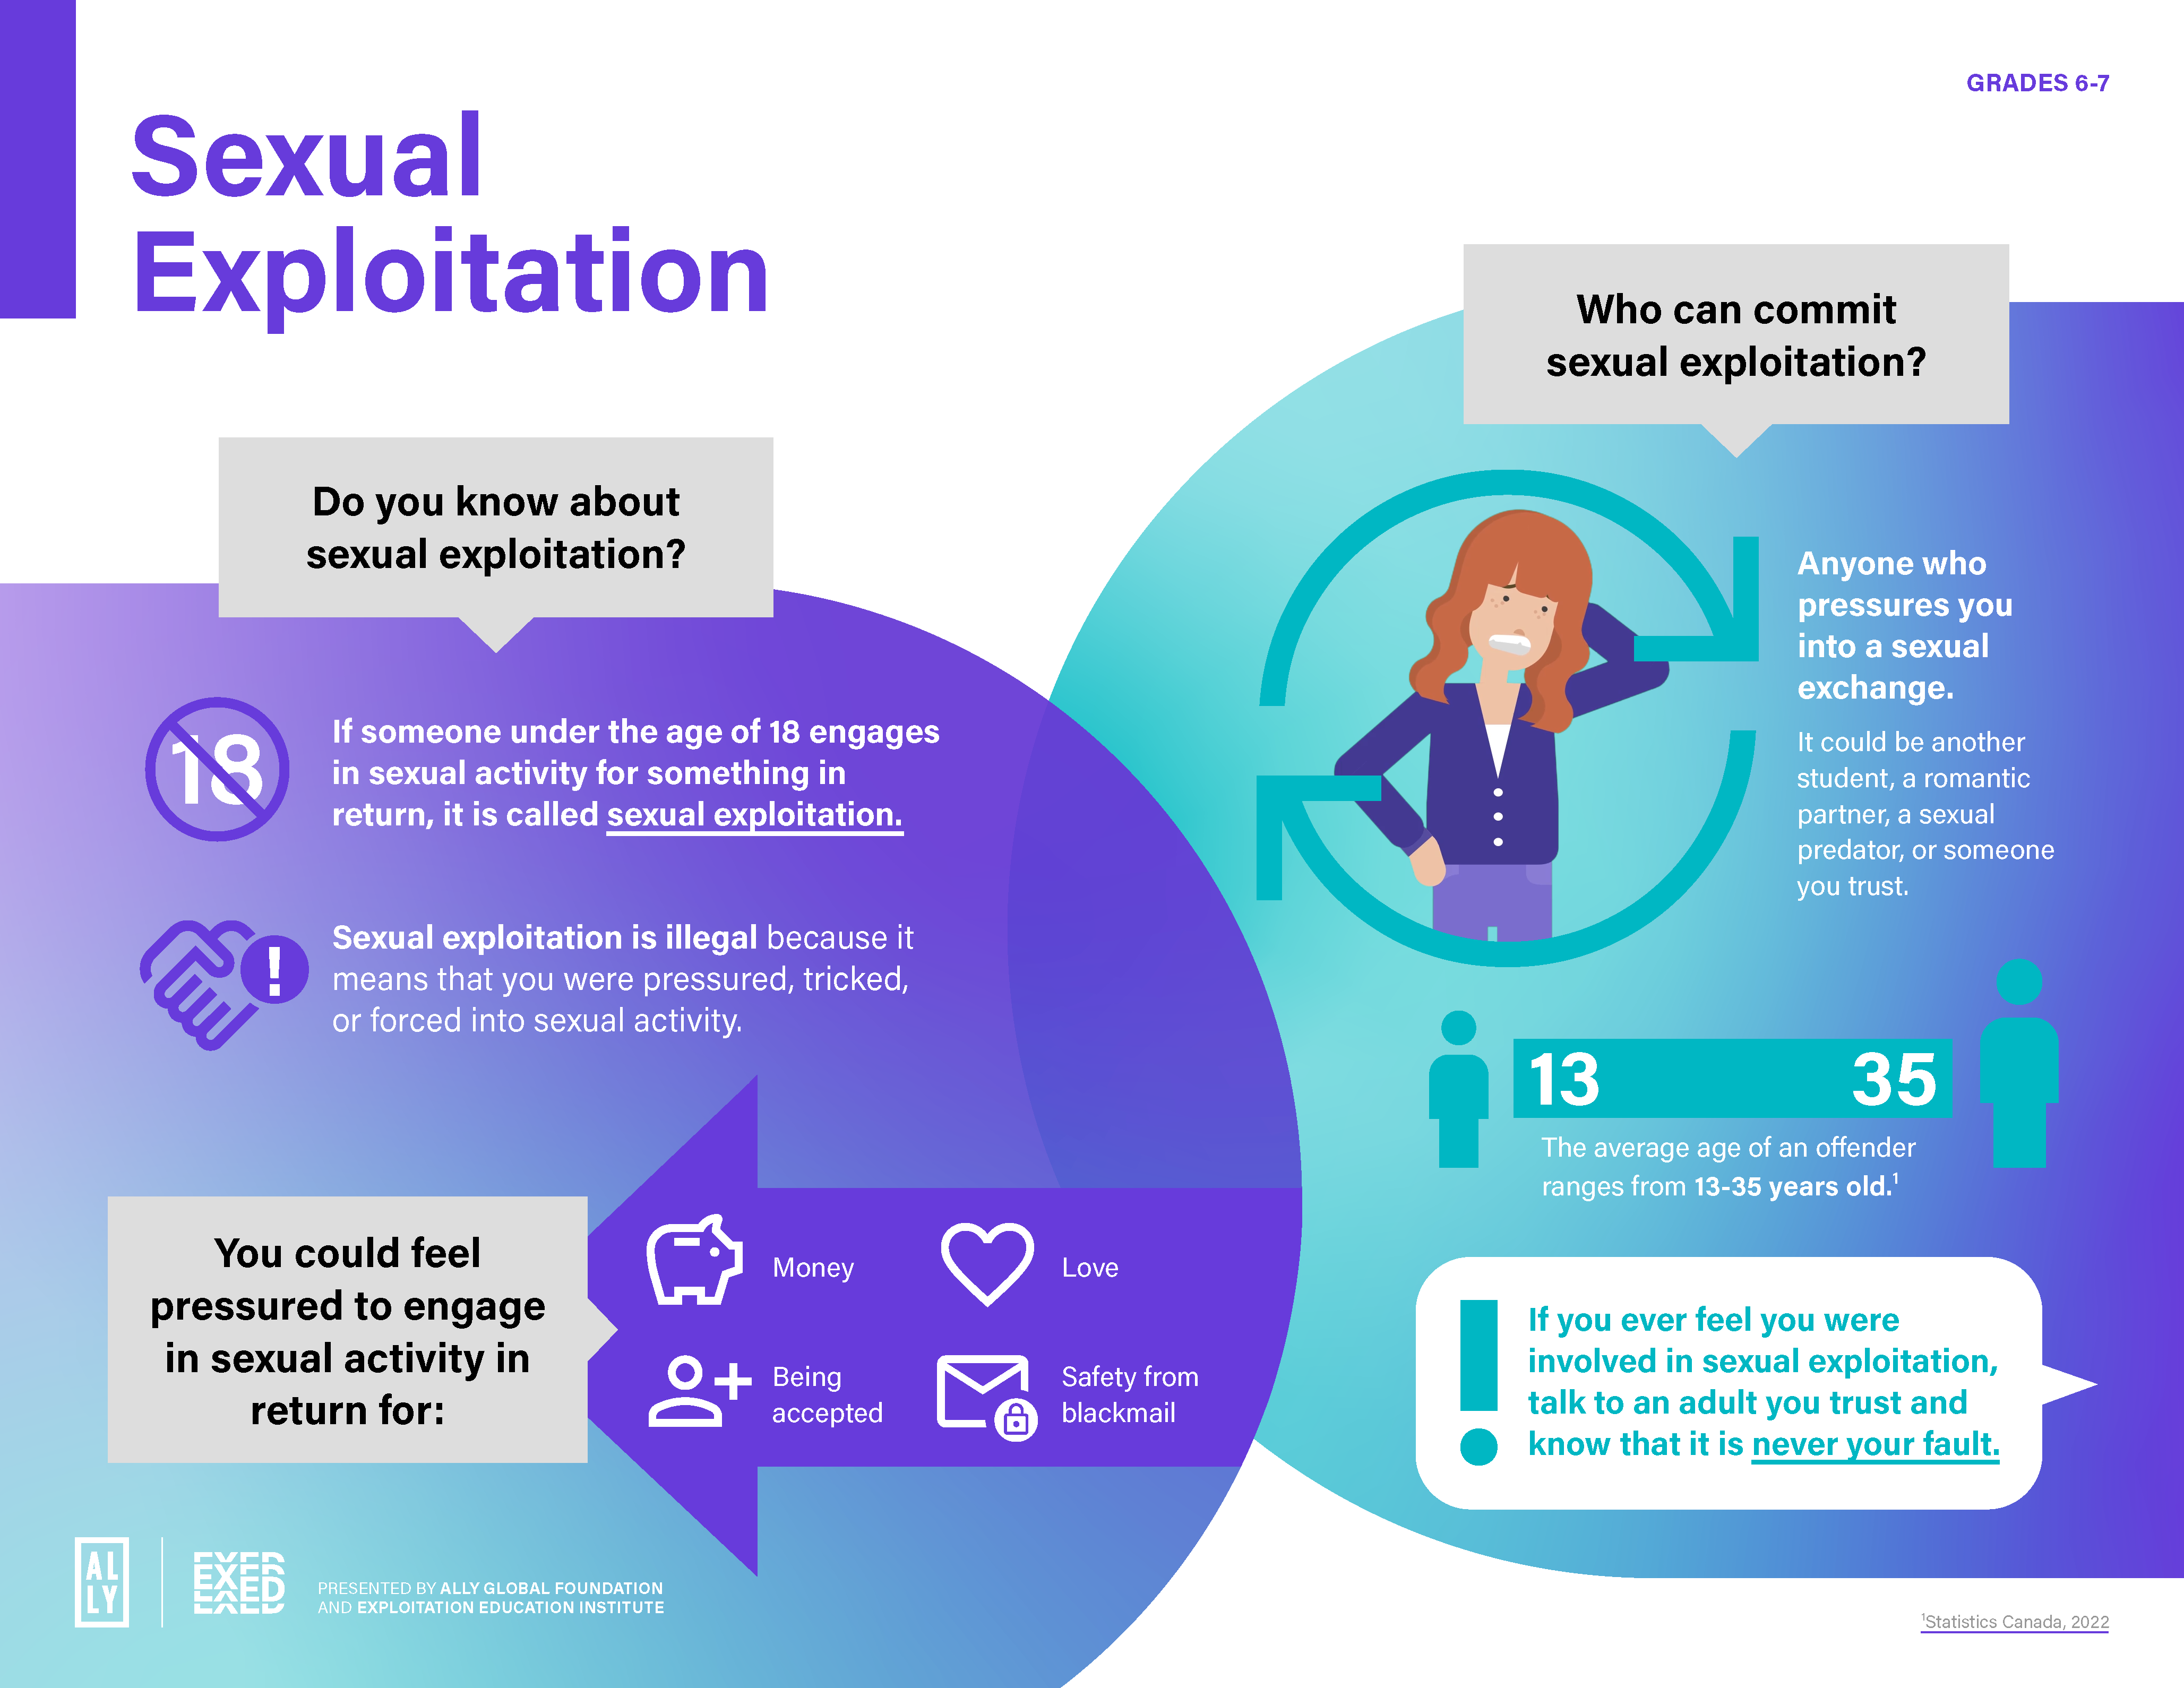 GRADES 6-7
Sexual
Exploitation
Do you know about
sexual exploitation?
18
If someone under the age of 18 engages
in sexual activity for something in
return, it is called sexual exploitation.
!
Sexual exploitation is illegal because it
means that you were pressured, tricked,
or forced into sexual activity.
You could feel
pressured to engage
in sexual activity in
return for:
Money
Love
Being
accepted
Safety from
blackmail
Who can commit
sexual exploitation?
Anyone who
pressures you
into a sexual
exchange.
It could be another
student, a romantic
partner, a sexual
predator, or someone
you trust.
13 35
The average age of an offender
ranges from 13-35 years old.¹
!
If you ever feel you were
involved in sexual exploitation,
talk to an adult you trust and
know that it is never your fault.
AL
LY
EXED
PRESENTED BY ALLY GLOBAL FOUNDATION
AND EXPLOITATION EDUCATION INSTITUTE
¹Statistics Canada, 2022